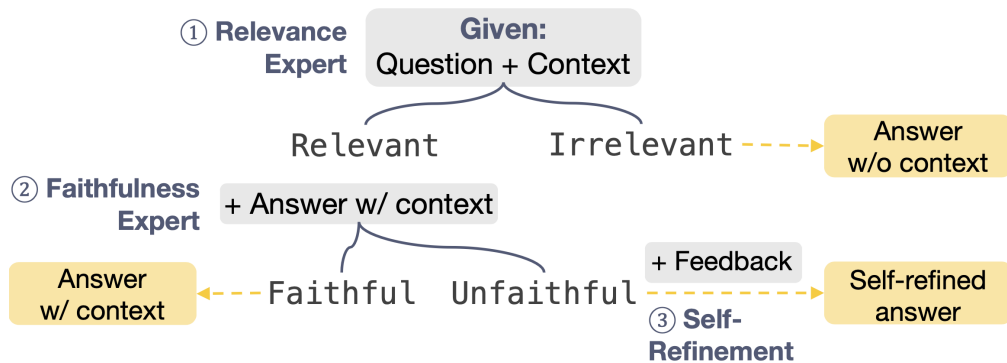 ① Relevance
Expert
Given:
Question + Context
Relevant
Irrelevant
Answer
w/o context
② Faithfulness
Expert
+ Answer w/ context
Answer
w/ context
Faithful
Unfaithful
+ Feedback
Self-refined
answer
③ Self-
Refinement